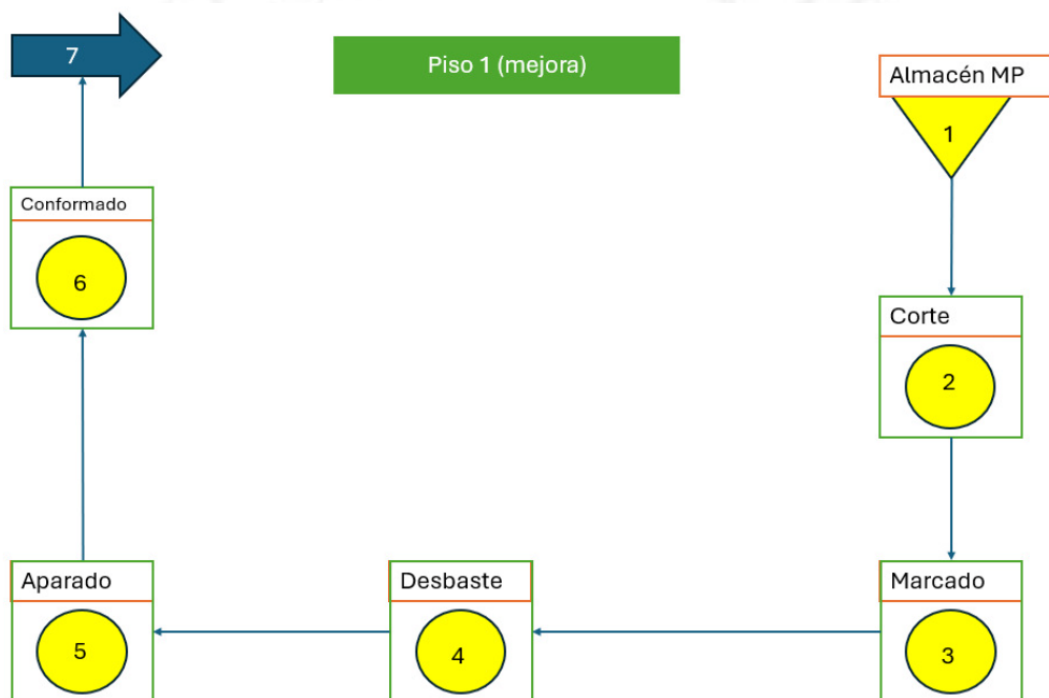 7
Piso 1 (mejora)
Almacén MP
1
Conformado
6
Corte
2
Aparado
5
Desbaste
4
Marcado
3